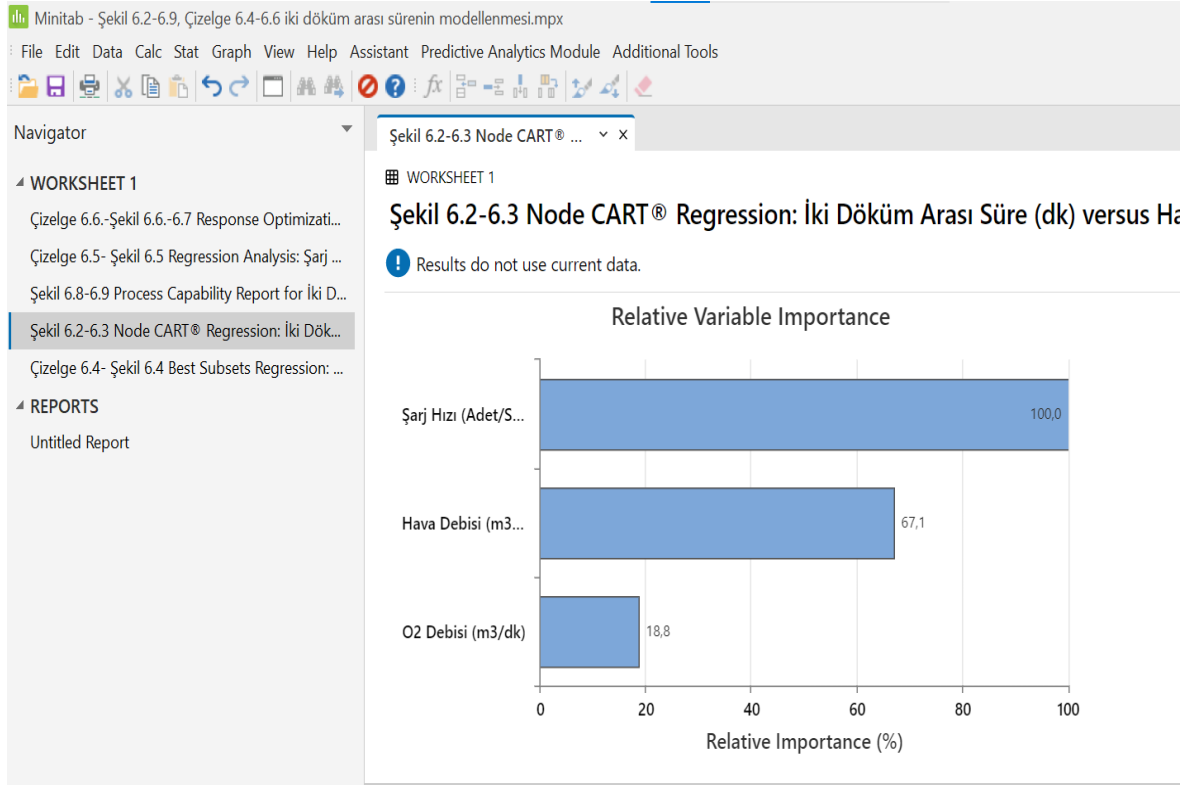 Minitab - Şekil 6.2-6.9, Çizelge 6.4-6.6 iki döküm arası sürenin modellenmesi.mpx
File Edit Data Calc Stat Graph View Help Assistant Predictive Analytics Module Additional Tools
fx
Navigator
WORKSHEET 1
Çizelge 6.6.-Şekil 6.6.-6.7 Response Optimizati...
Çizelge 6.5- Şekil 6.5 Regression Analysis: Şarj ...
Şekil 6.8-6.9 Process Capability Report for İki D...
Şekil 6.2-6.3 Node CART® Regression: İki Dök...
Çizelge 6.4- Şekil 6.4 Best Subsets Regression: ...
REPORTS
Untitled Report
Şekil 6.2-6.3 Node CART® ...
WORKSHEET 1
Şekil 6.2-6.3 Node CART® Regression: İki Döküm Arası Süre (dk) versus Ha
Results do not use current data.
Relative Variable Importance
Şarj Hızı (Adet/S...
100,0
Hava Debisi (m3...
67,1
O2 Debisi (m3/dk)
18,8
0 20 40 60 80 100
Relative Importance (%)